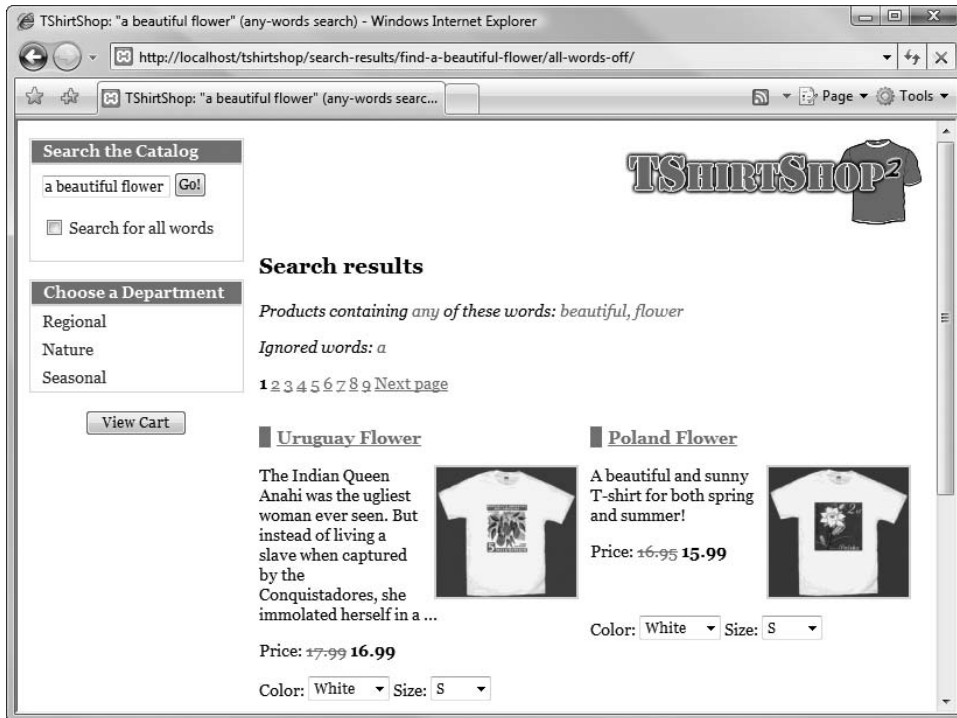 TShirtShop: "a beautiful flower" (any-words search) - Windows Internet Explorer
http://localhost/tshirtshop/search-results/find-a-beautiful-flower/all-words-off/
TShirtShop: "a beautiful flower" (any-words searc...
Page
Tools
Search the Catalog
a beautiful flower Go!
Search for all words
Choose a Department
Regional
Nature
Seasonal
View Cart
TShirtShop2
Search results
Products containing any of these words: beautiful, flower
Ignored words: a
1 2 3 4 5 6 7 8 9 Next page
Uruguay Flower
The Indian Queen
Anahi was the ugliest
woman ever seen. But
instead of living a
slave when captured
by the
Conquistadores, she
immolated herself in a ...
Price: 17.99 16.99
Color: White Size: S
Poland Flower
A beautiful and sunny
T-shirt for both spring
and summer!
Price: 16.95 15.99
Color: White Size: S